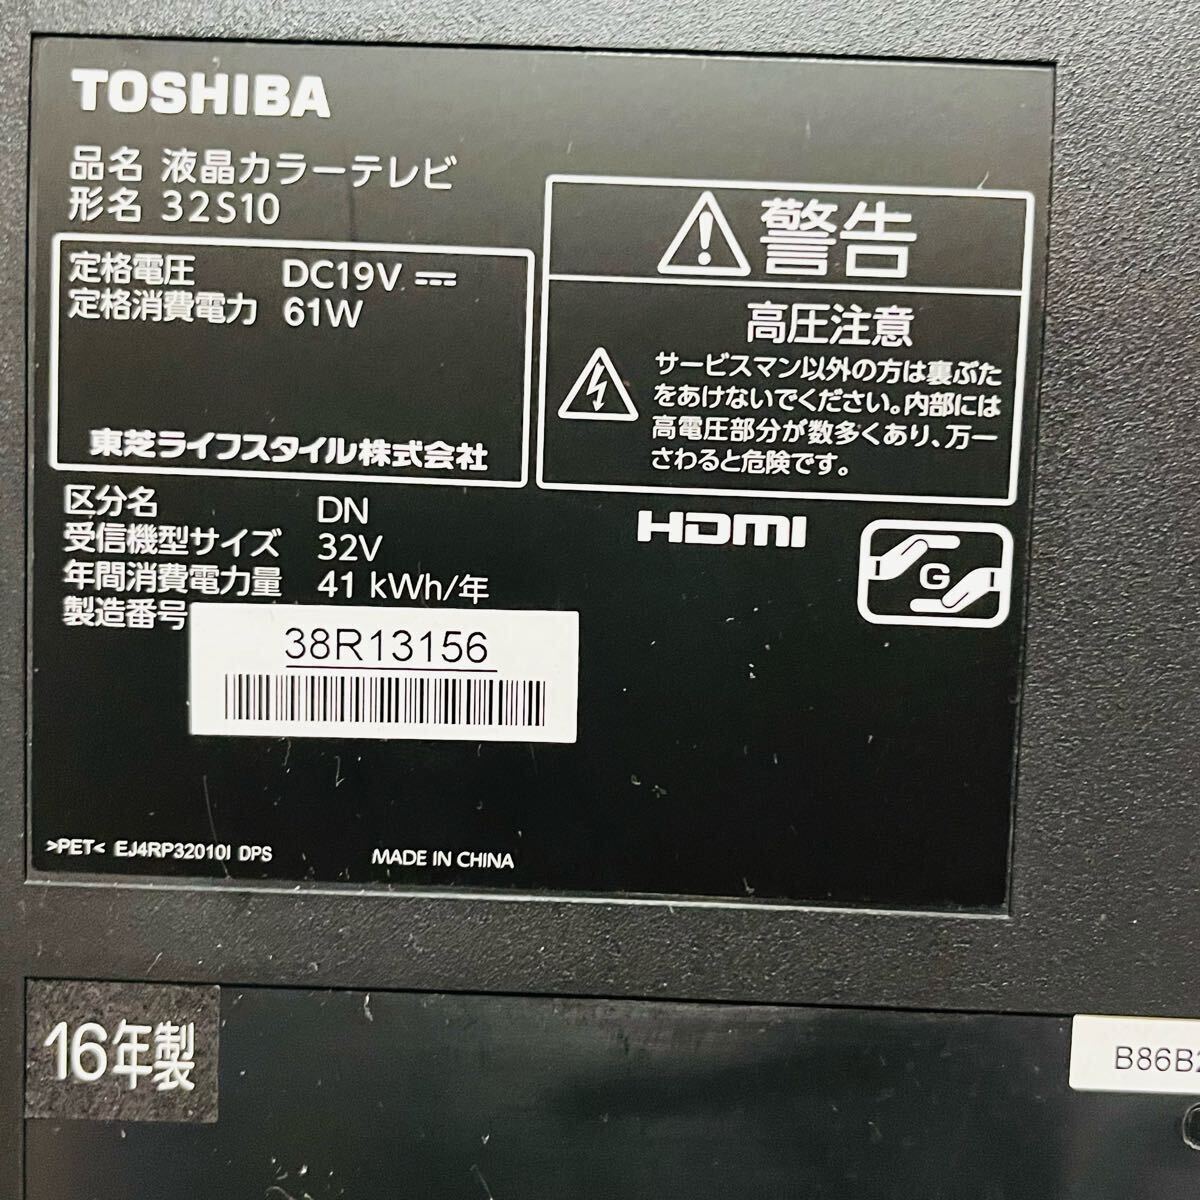 TOSHIBA
品名 液晶カラーテレビ
形名 32S10
定格電圧 DC19V
定格消費電力 61W
東芝ライフスタイル株式会社
警告
高圧注意
サービスマン以外の方は裏ぶた
をあけないでください。内部には
高電圧部分が数多くあり、万一
さわると危険です。
区分名 DN
受信機型サイズ 32V
年間消費電力量 41 kWh/年
製造番号
38R13156
HDMI
G
>PET< EJ4RP32010I DPS
MADE IN CHINA
16年製